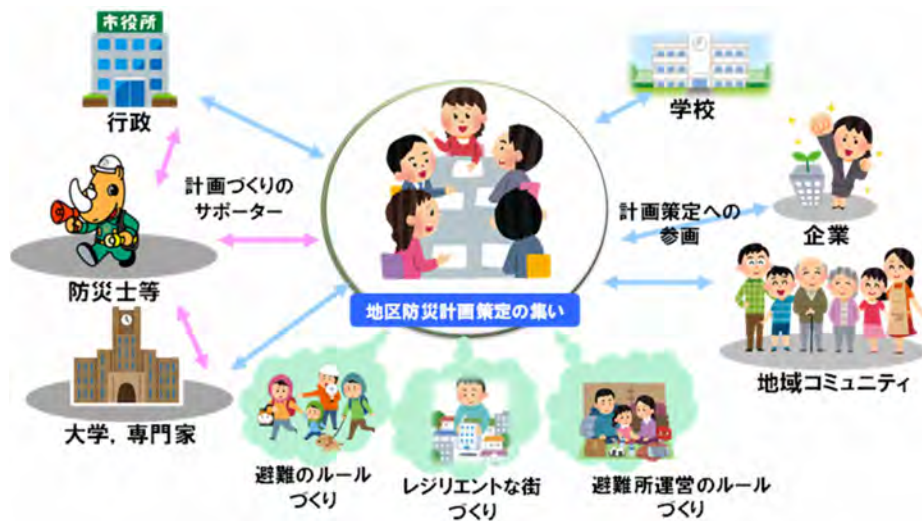 市役所
行政
学校
計画づくりの
サポーター
計画策定への
参画
企業
防災士等
地区防災計画策定の集い
地域コミュニティ
大学，専門家
避難のルール
づくり
レジリエントな街
づくり
避難所運営のルール
づくり